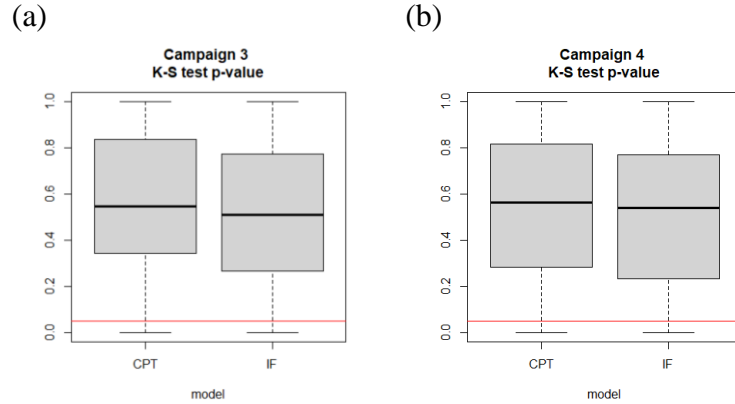 (a)
Campaign 3
K-S test p-value
1.0
0.8
0.6
0.4
0.2
0.0
CPT IF
model
(b)
Campaign 4
K-S test p-value
1.0
0.8
0.6
0.4
0.2
0.0
CPT IF
model